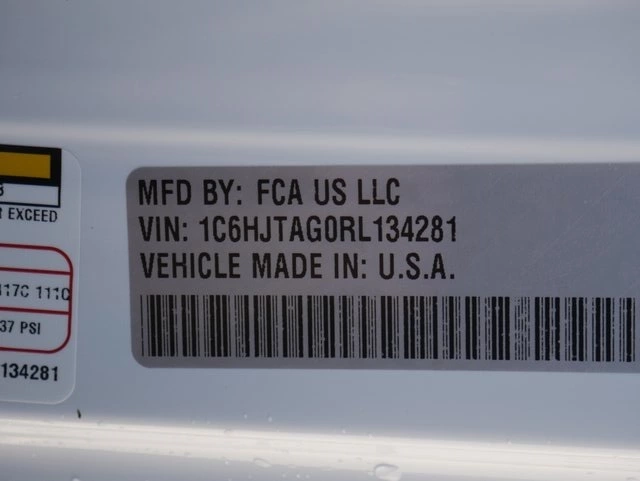 MFD BY: FCA US LLC
VIN: 1C6HJTAG0RL134281
VEHICLE MADE IN: U.S.A.
EXCEED
37 PSI
134281